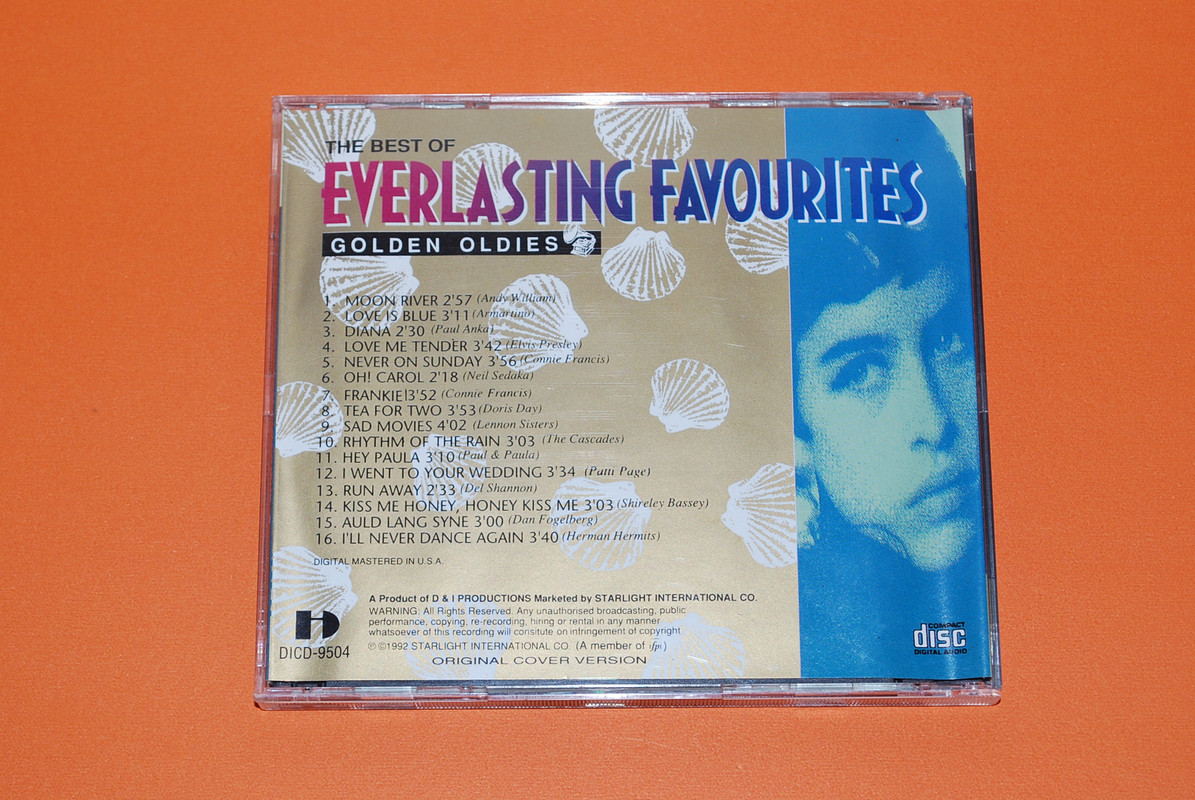 THE BEST OF
EVERLASTING FAVOURITES
GOLDEN OLDIES
1. MOON RIVER 2'57 (Andy William)
2. LOVE IS BLUE 3'11 (Armartino)
3. DIANA 2'30 (Paul Anka)
4. LOVE ME TENDER 3'42 (Elvis Presley)
5. NEVER ON SUNDAY 3'56 (Connie Francis)
6. OH! CAROL 2'18 (Neil Sedaka)
7. FRANKIE 3'52 (Connie Francis)
8. TEA FOR TWO 3'53 (Doris Day)
9. SAD MOVIES 4'02 (Lennon Sisters)
10. RHYTHM OF THE RAIN 3'03 (The Cascades)
11. HEY PAULA 3'10 (Paul & Paula)
12. I WENT TO YOUR WEDDING 3'34 (Patti Page)
13. RUN AWAY 2'33 (Del Shannon)
14. KISS ME HONEY, HONEY KISS ME 3'03 (Shireley Bassey)
15. AULD LANG SYNE 3'00 (Dan Fogelberg)
16. I'LL NEVER DANCE AGAIN 3'40 (Herman Hermits)
DIGITAL MASTERED IN U.S.A.
A Product of D & I PRODUCTIONS Marketed by STARLIGHT INTERNATIONAL CO.
WARNING: All Rights Reserved. Any unauthorised broadcasting, public
performance, copying, re-recording, hiring or rental in any manner
whatsoever of this recording will consitute on infringement of copyright
℗ ©1992 STARLIGHT INTERNATIONAL CO. (A member of ifpi)
ORIGINAL COVER VERSION
DICD-9504
COMPACT
disc
DIGITAL AUDIO